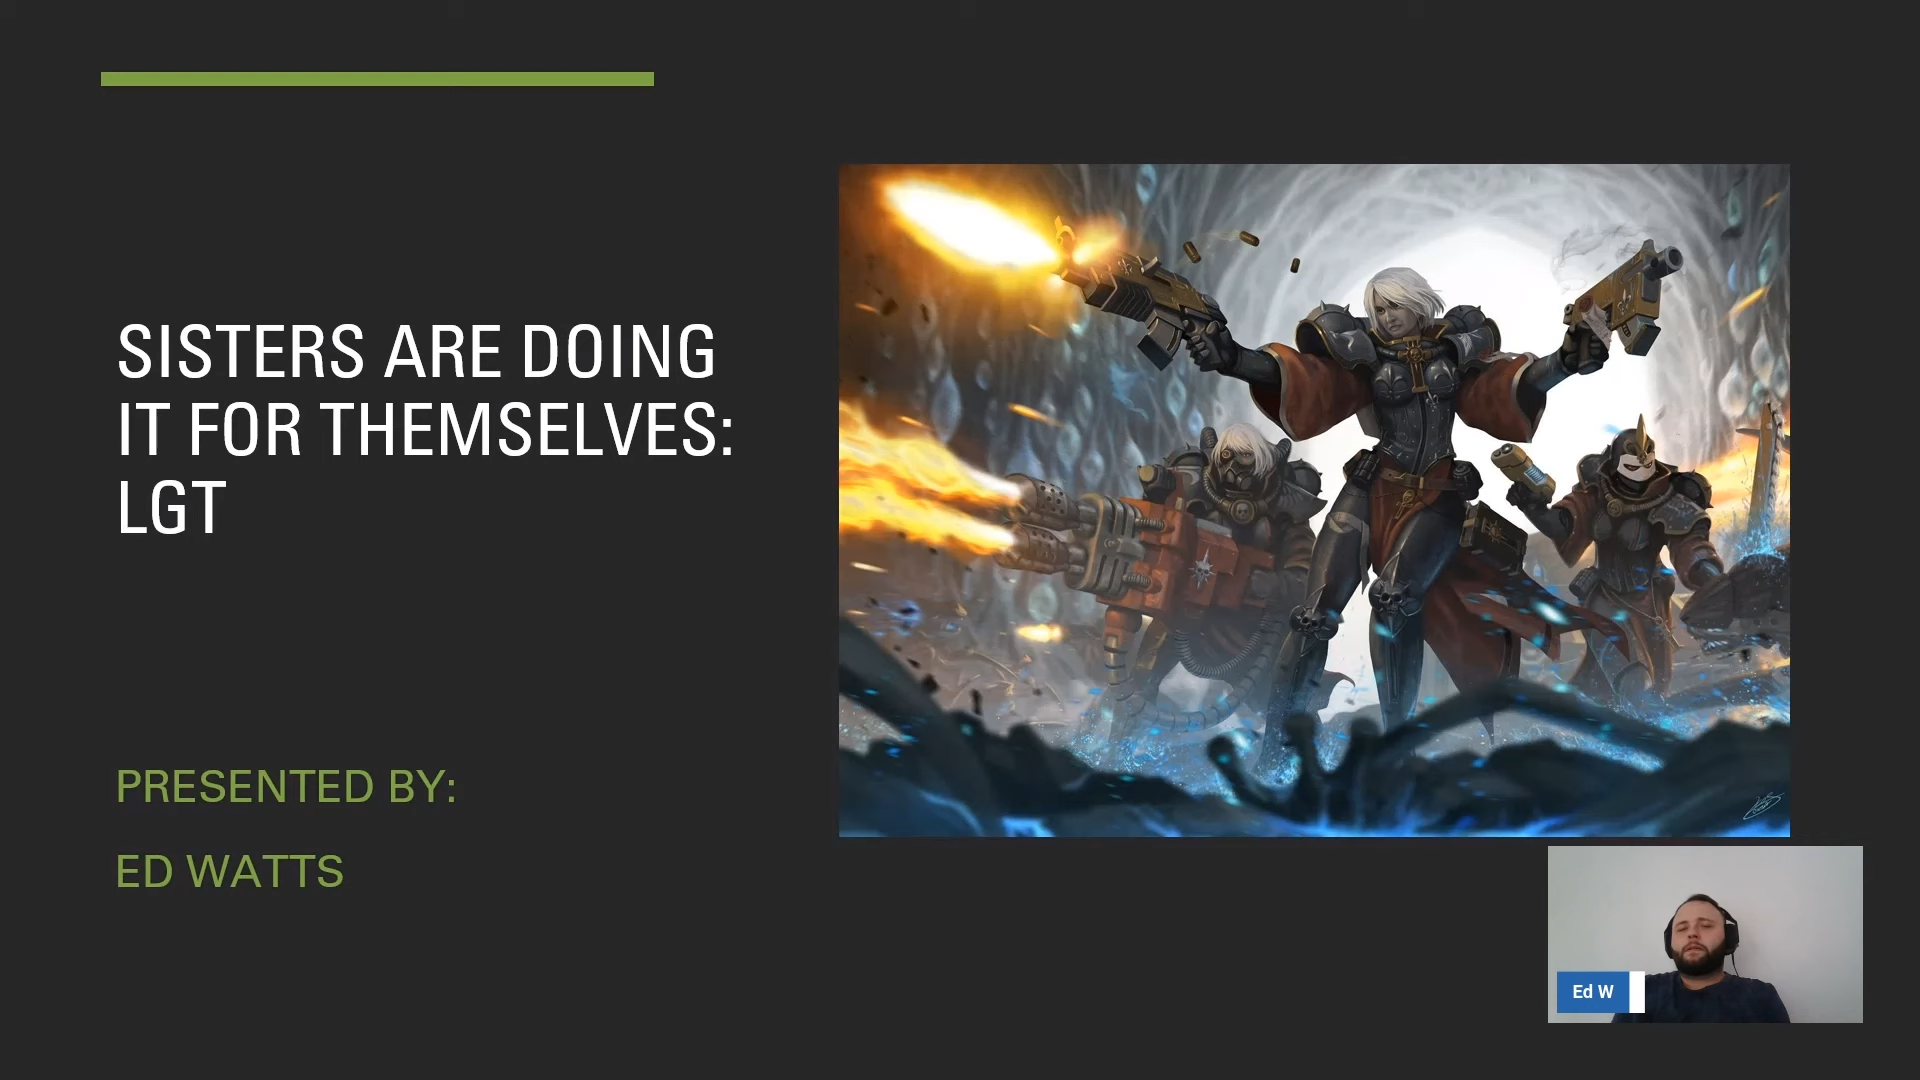 SISTERS ARE DOING
IT FOR THEMSELVES:
LGT
PRESENTED BY:
ED WATTS
Ed W